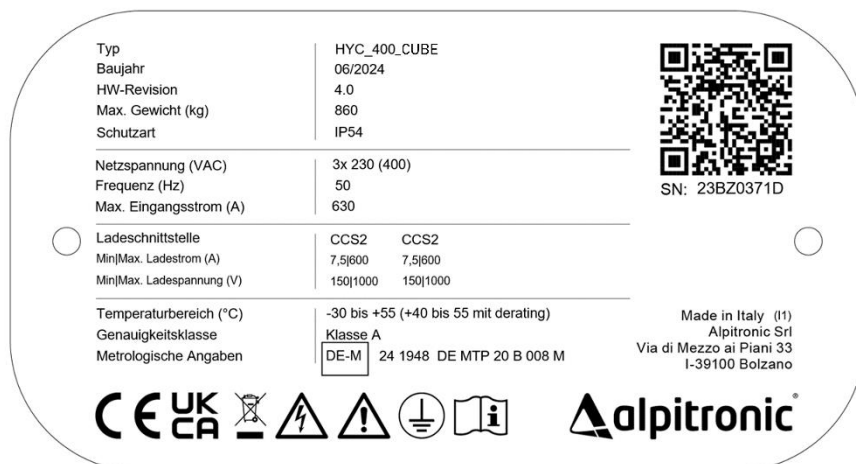 Typ HYC_400_CUBE
Baujahr 06/2024
HW-Revision 4.0
Max. Gewicht (kg) 860
Schutzart IP54
SN: 23BZ0371D
Netzspannung (VAC) 3x 230 (400)
Frequenz (Hz) 50
Max. Eingangsstrom (A) 630
Ladeschnittstelle CCS2 CCS2
Min|Max. Ladestrom (A) 7,5|600 7,5|600
Min|Max. Ladespannung (V) 150|1000 150|1000
Temperaturbereich (°C) -30 bis +55 (+40 bis 55 mit derating)
Genauigkeitsklasse Klasse A
Metrologische Angaben DE-M 24 1948 DE MTP 20 B 008 M
Made in Italy (I1)
Alpitronic Srl
Via di Mezzo ai Piani 33
I-39100 Bolzano
CE UK CA
alpitronic®